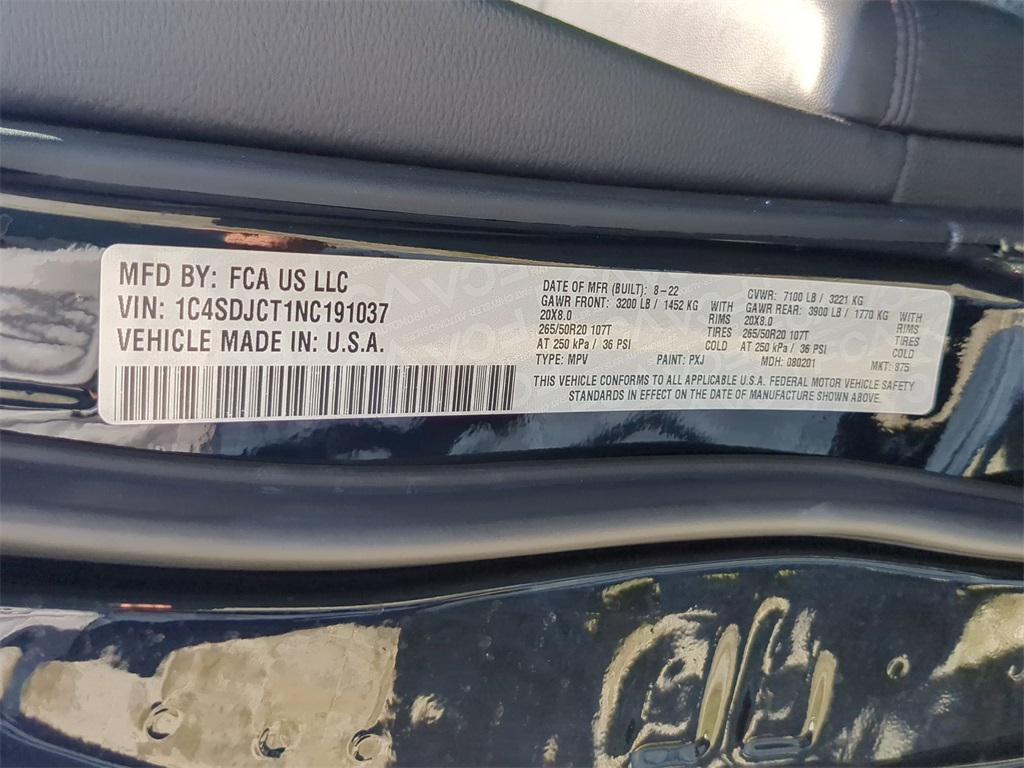 MFD BY: FCA US LLC
VIN: 1C4SDJCT1NC191037
VEHICLE MADE IN: U.S.A.
DATE OF MFR (BUILT): 8-22
GAWR FRONT: 3200 LB / 1452 KG WITH
20X8.0 RIMS
265/50R20 107T TIRES
AT 250 kPa / 36 PSI COLD
GVWR: 7100 LB / 3221 KG
GAWR REAR: 3900 LB / 1770 KG WITH
20X8.0 RIMS
265/50R20 107T TIRES
AT 250 kPa / 36 PSI COLD
TYPE: MPV PAINT: PXJ MDH: 080201 MKT: 875
THIS VEHICLE CONFORMS TO ALL APPLICABLE U.S.A. FEDERAL MOTOR VEHICLE SAFETY
STANDARDS IN EFFECT ON THE DATE OF MANUFACTURE SHOWN ABOVE.